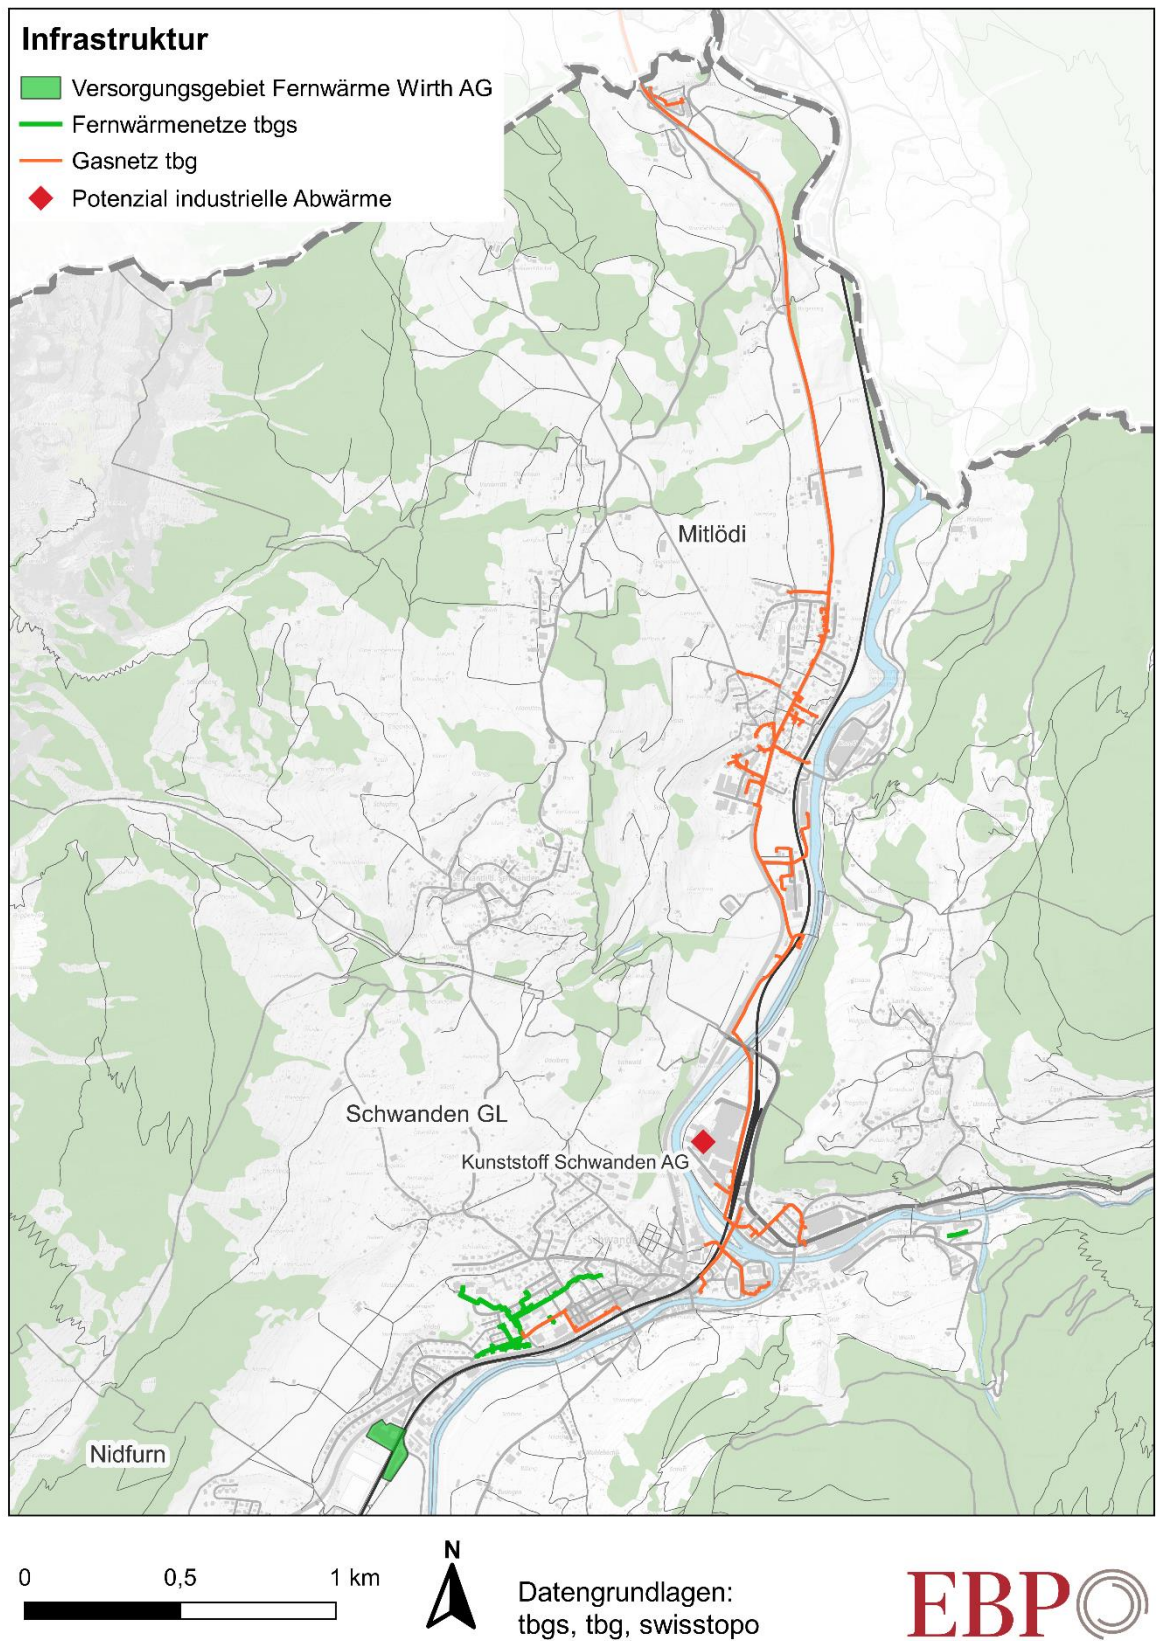 Infrastruktur
Versorgungsgebiet Fernwärme Wirth AG
Fernwärmenetze tbgs
Gasnetz tbg
Potenzial industrielle Abwärme
Mitlödi
Schwanden GL
Kunststoff Schwanden AG
Nidfurn
0 0,5 1 km
N
Datengrundlagen:
tbgs, tbg, swisstopo
EBP